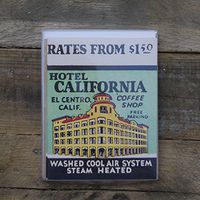 RATES FROM $1.50
HOTEL
CALIFORNIA
EL CENTRO,
CALIF.
COFFEE
SHOP
FREE
PARKING
WASHED COOL AIR SYSTEM
STEAM HEATED